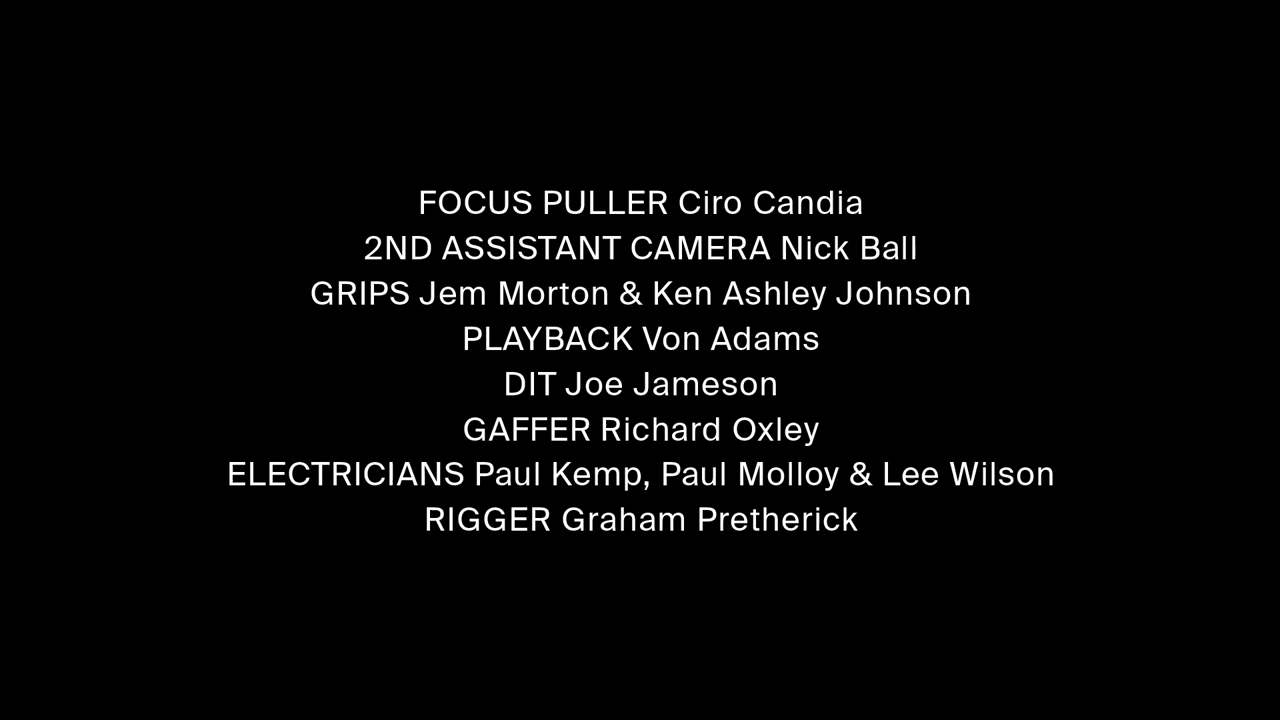 FOCUS PULLER Ciro Candia
2ND ASSISTANT CAMERA Nick Ball
GRIPS Jem Morton & Ken Ashley Johnson
PLAYBACK Von Adams
DIT Joe Jameson
GAFFER Richard Oxley
ELECTRICIANS Paul Kemp, Paul Molloy & Lee Wilson
RIGGER Graham Pretherick